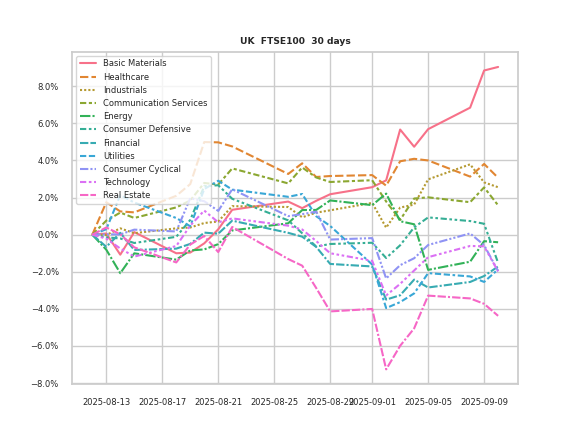 UK  FTSE100  30 days
8.0%
6.0%
4.0%
2.0%
0.0%
−2.0%
−4.0%
−6.0%
−8.0%
Basic Materials
Healthcare
Industrials
Communication Services
Energy
Consumer Defensive
Financial
Utilities
Consumer Cyclical
Technology
Real Estate
2025-08-13 2025-08-17 2025-08-21 2025-08-25 2025-08-29 2025-09-01 2025-09-05 2025-09-09